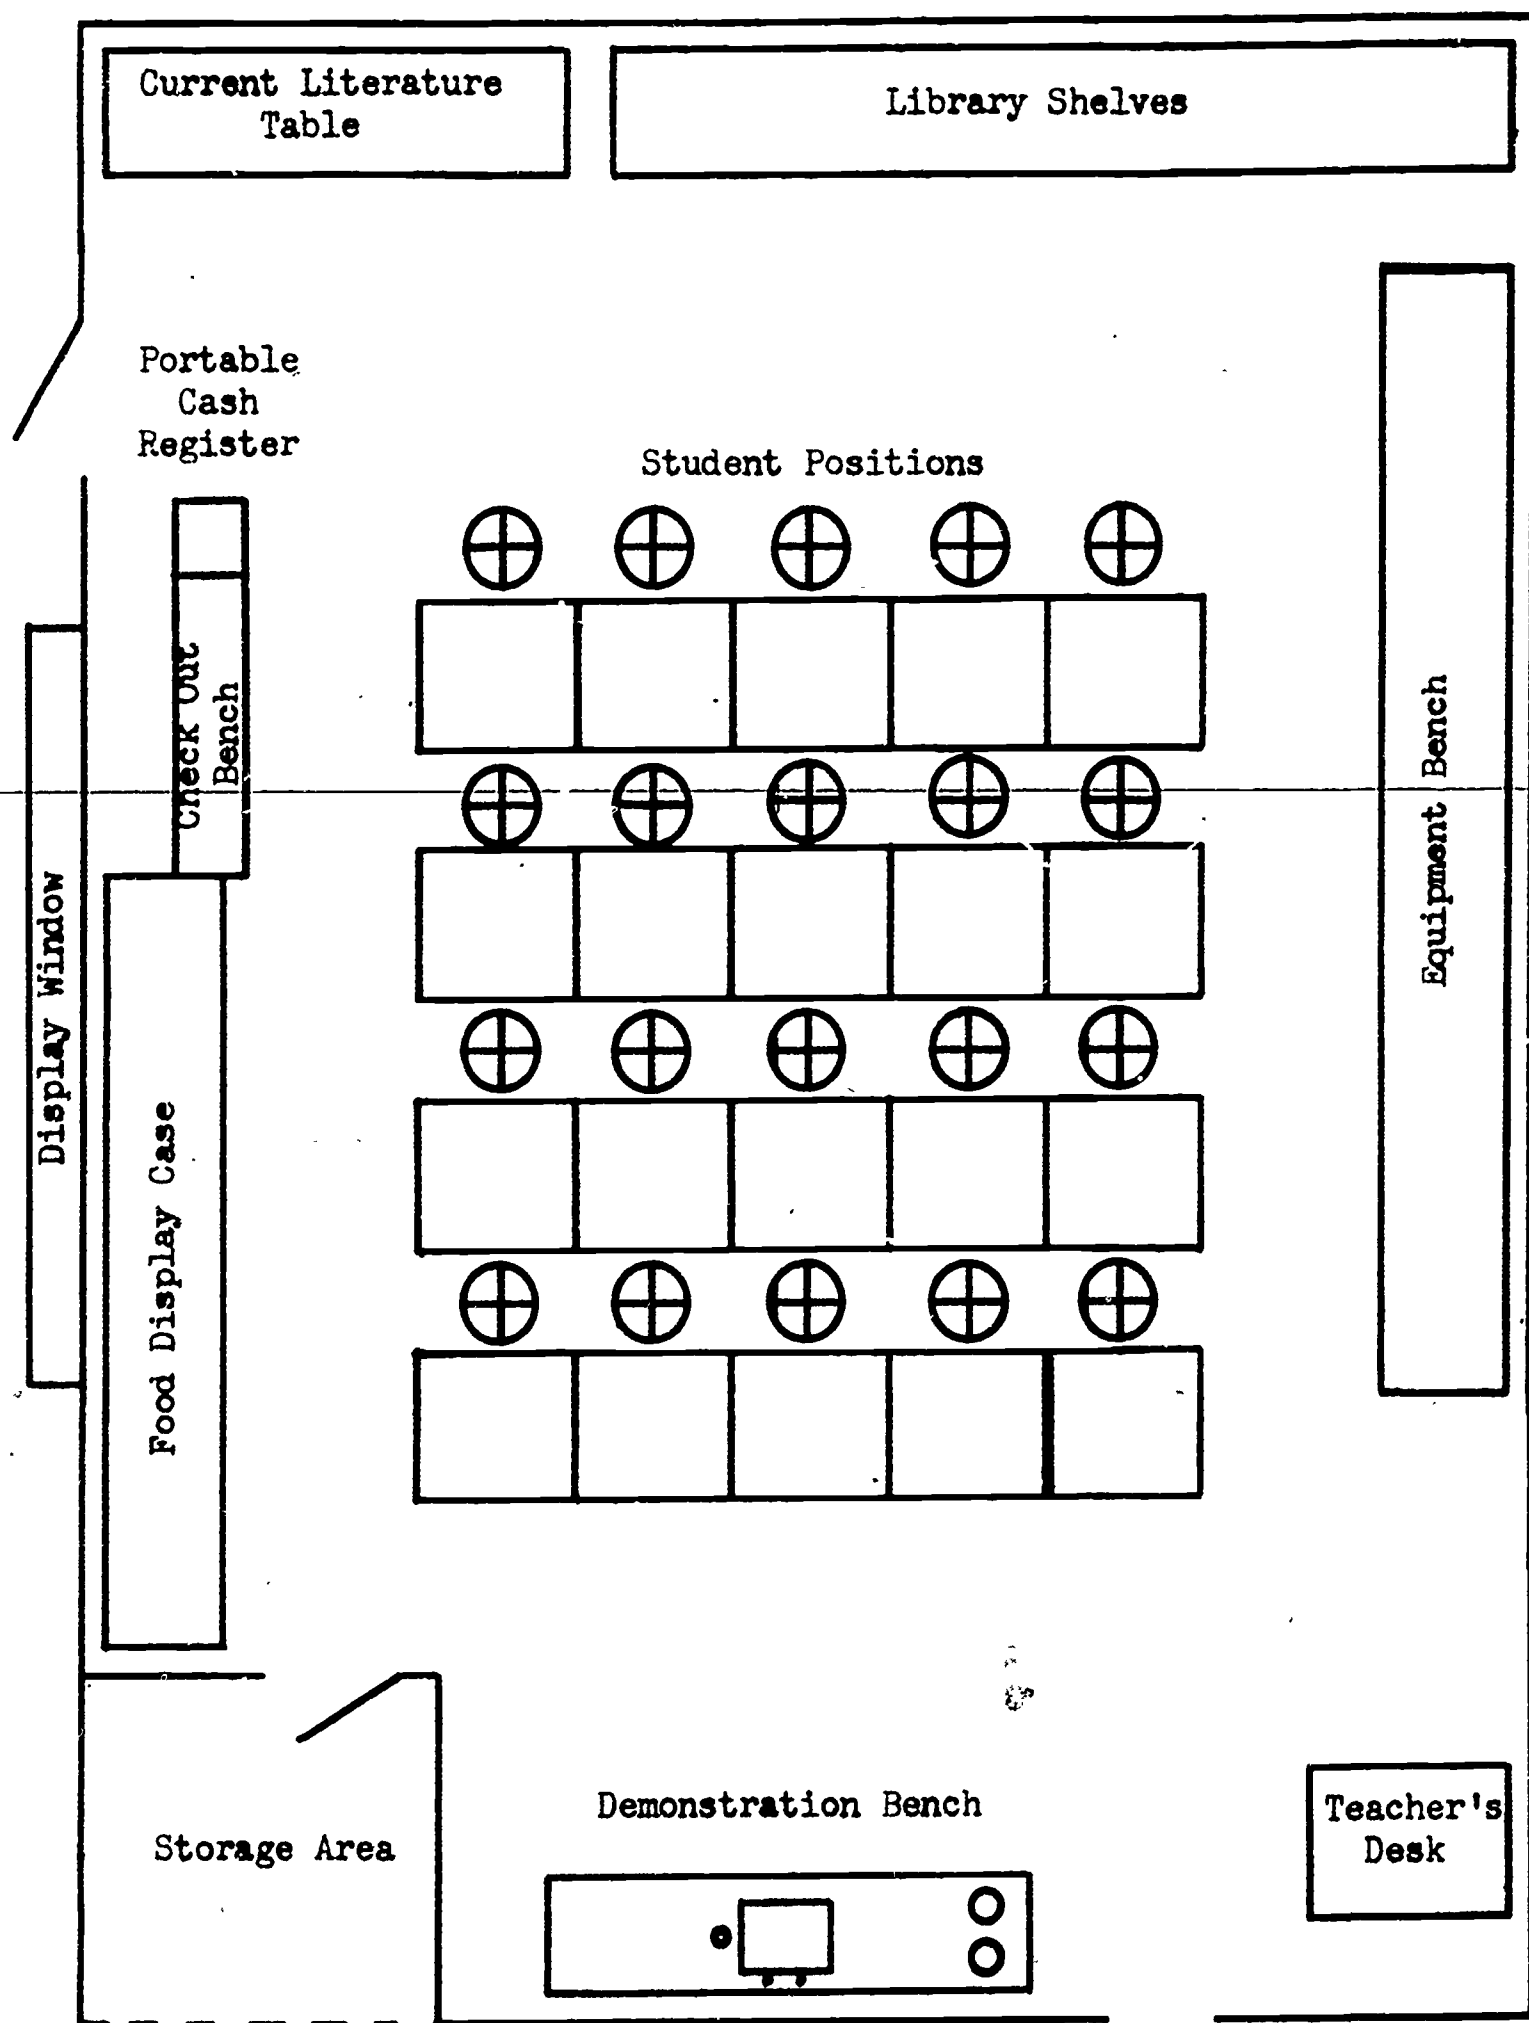 Current Literature
Table
Library Shelves
Portable
Cash
Register
Student Positions
Check Out
Bench
Equipment Bench
Display Window
Food Display Case
Demonstration Bench
Storage Area
Teacher's
Desk